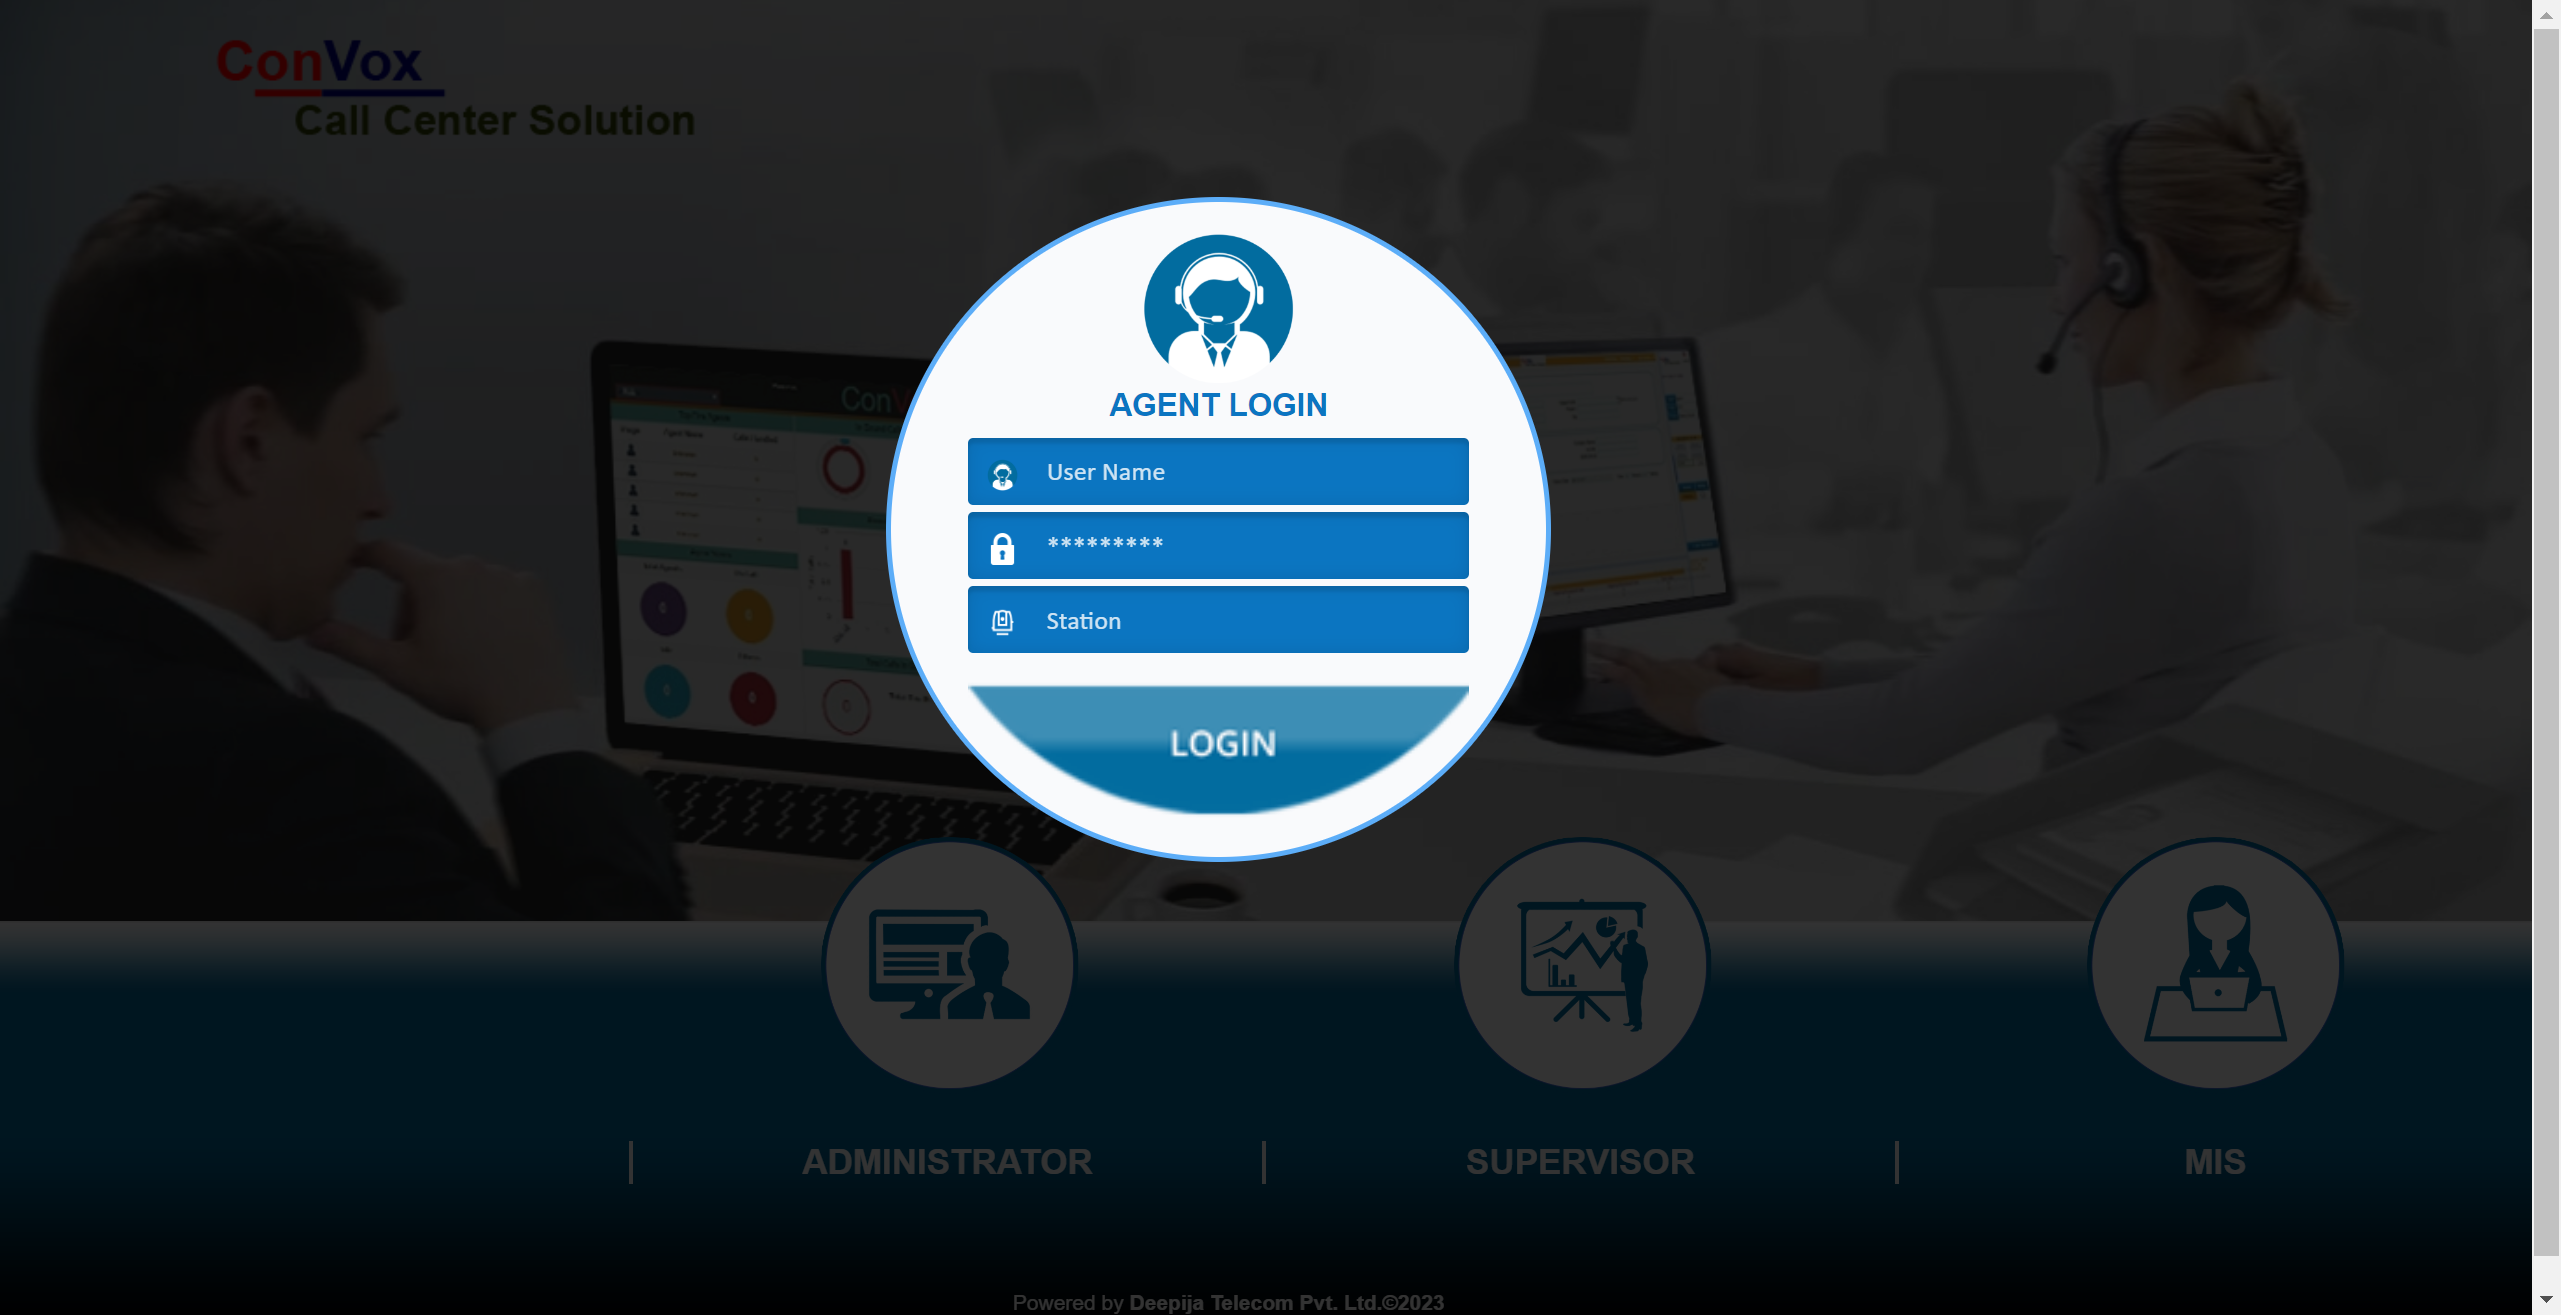 ConVox
Call Center Solution
AGENT LOGIN
User Name
*********
Station
LOGIN
ADMINISTRATOR
SUPERVISOR
MIS
Powered by Deepija Telecom Pvt. Ltd.©2023